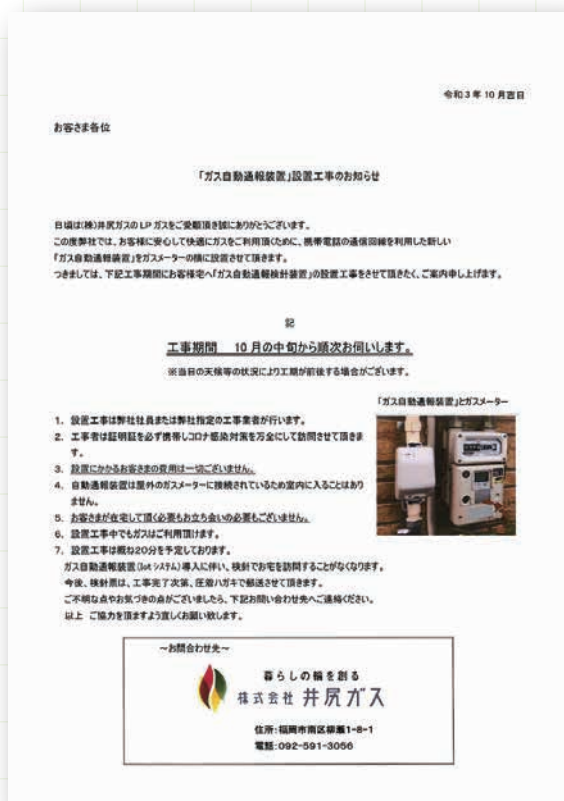 令和3年10月吉日
お客さま各位
「ガス自動通報装置」設置工事のお知らせ
日頃は(株)井尻ガスのLPガスをご愛顧頂き誠にありがとうございます。
この度弊社では、お客様に安心して快適にガスをご利用頂くために、携帯電話の通信回線を利用した新しい
「ガス自動通報装置」をガスメーターの横に設置させて頂きます。
つきましては、下記工事期間にお客様宅へ「ガス自動通報検針装置」の設置工事をさせて頂きたく、ご案内申し上げます。
記
工事期間 10月の中旬から順次お伺いします。
※当日の天候等の状況により工期が前後する場合がございます。
「ガス自動通報装置」とガスメーター
1. 設置工事は弊社社員または弊社指定の工事業者が行います。
2. 工事者は証明証を必ず携帯しコロナ感染対策を万全にして訪問させて頂きま
す。
3. 設置にかかるお客さまの費用は一切ございません。
4. 自動通報装置は屋外のガスメーターに接続されているため室内に入ることはあり
ません。
5. お客さまが在宅して頂く必要もお立ち会いの必要もございません。
6. 設置工事中でもガスはご利用頂けます。
7. 設置工事は概ね20分を予定しております。
ガス自動通報装置(Iot システム)導入に伴い、検針でお宅を訪問することがなくなります。
今後、検針票は、工事完了次第、圧着ハガキで郵送させて頂きます。
ご不明な点やお気づきの点がございましたら、下記お問い合わせ先へご連絡ください。
以上 ご協力を頂ますよう宜しくお願い致します。
～お問合わせ先～
暮らしの輪を創る
株式会社 井尻ガス
住所:福岡市南区柳瀬1-8-1
電話:092-591-3056